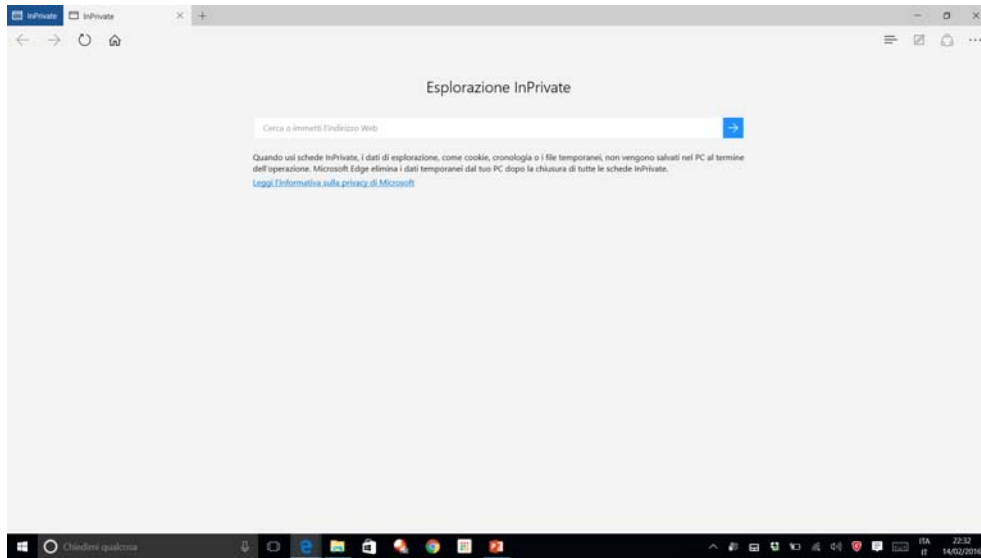 InPrivate InPrivate
Esplorazione InPrivate
Cerca o immetti l'indirizzo Web
Quando usi schede InPrivate, i dati di esplorazione, come cookie, cronologia o i file temporanei, non vengono salvati nel PC al termine
dell'operazione. Microsoft Edge elimina i dati temporanei dal tuo PC dopo la chiusura di tutte le schede InPrivate.
Leggi l'informativa sulla privacy di Microsoft
Chiedimi qualcosa
ITA 22:32
IT 14/02/2016